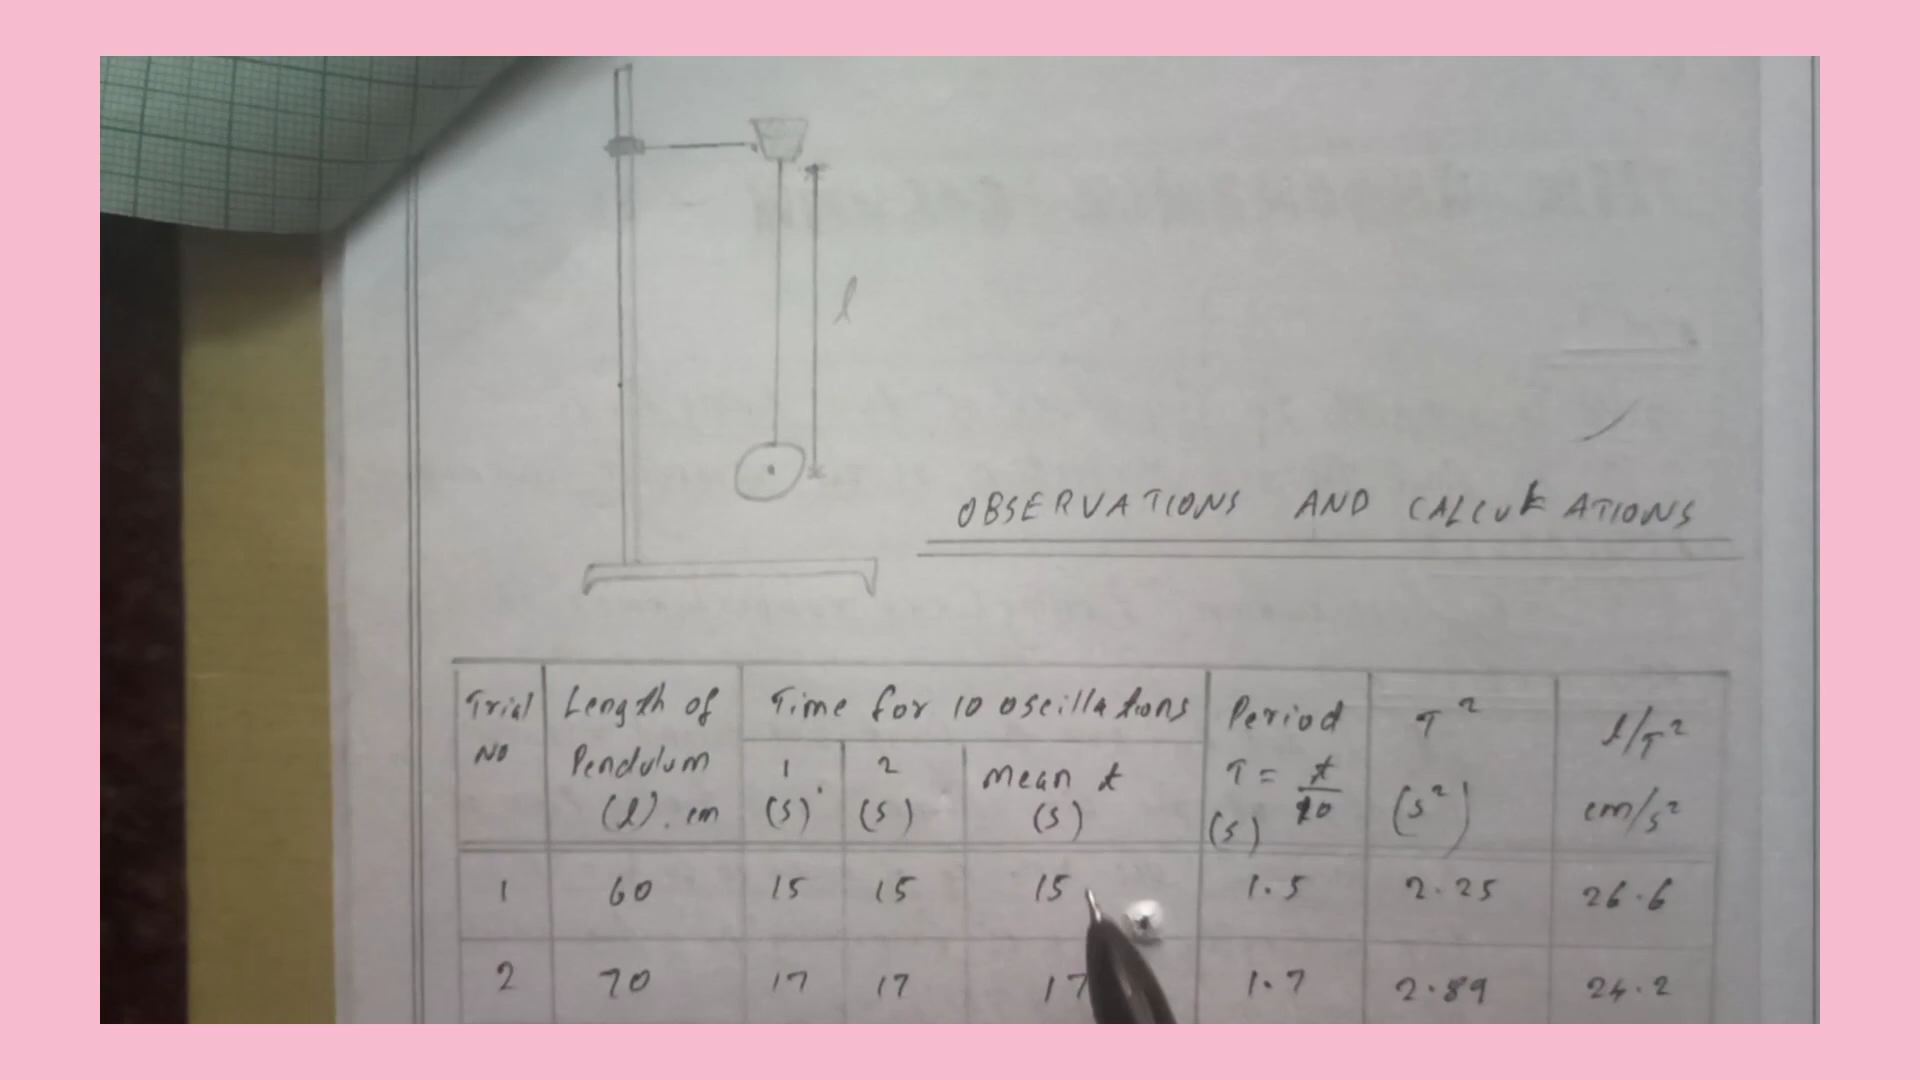 l
OBSERVATIONS AND CALCULATIONS
Trial No
Length of Pendulum (l). cm
Time for 10 oscillations
1 (s)
2 (s)
Mean t (s)
Period T = t/10 (s)
T² (s²)
l/T² cm/s²
1 60 15 15 15 1.5 2.25 26.6
2 70 17 17 17 1.7 2.89 24.2